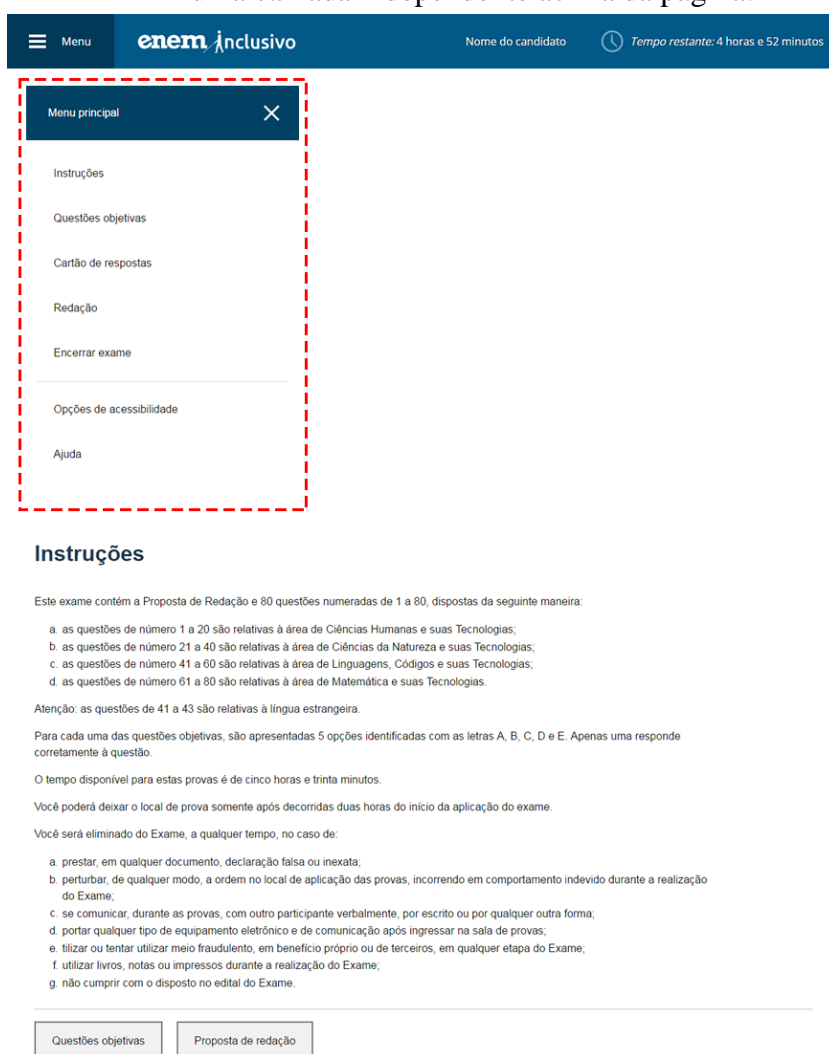 Menu
enem inclusivo
Nome do candidato
Tempo restante: 4 horas e 52 minutos
Menu principal
Instruções
Questões objetivas
Cartão de respostas
Redação
Encerrar exame
Opções de acessibilidade
Ajuda
Instruções
Este exame contém a Proposta de Redação e 80 questões numeradas de 1 a 80, dispostas da seguinte maneira:
a. as questões de número 1 a 20 são relativas à área de Ciências Humanas e suas Tecnologias;
b. as questões de número 21 a 40 são relativas à área de Ciências da Natureza e suas Tecnologias;
c. as questões de número 41 a 60 são relativas à área de Linguagens, Códigos e suas Tecnologias;
d. as questões de número 61 a 80 são relativas à área de Matemática e suas Tecnologias.
Atenção: as questões de 41 a 43 são relativas à língua estrangeira.
Para cada uma das questões objetivas, são apresentadas 5 opções identificadas com as letras A, B, C, D e E. Apenas uma responde
corretamente à questão.
O tempo disponível para estas provas é de cinco horas e trinta minutos.
Você poderá deixar o local de prova somente após decorridas duas horas do início da aplicação do exame.
Você será eliminado do Exame, a qualquer tempo, no caso de:
a. prestar, em qualquer documento, declaração falsa ou inexata;
b. perturbar, de qualquer modo, a ordem no local de aplicação das provas, incorrendo em comportamento indevido durante a realização
do Exame;
c. se comunicar, durante as provas, com outro participante verbalmente, por escrito ou por qualquer outra forma;
d. portar qualquer tipo de equipamento eletrônico e de comunicação após ingressar na sala de provas;
e. tilizar ou tentar utilizar meio fraudulento, em benefício próprio ou de terceiros, em qualquer etapa do Exame;
f. utilizar livros, notas ou impressos durante a realização do Exame;
g. não cumprir com o disposto no edital do Exame.
Questões objetivas
Proposta de redação